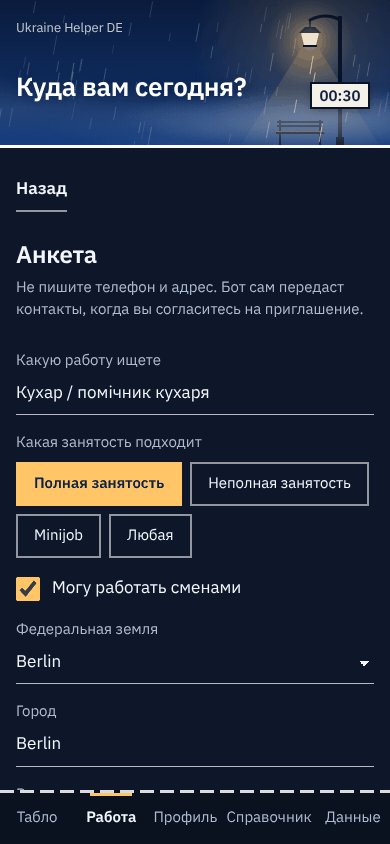 Ukraine Helper DE
Куда вам сегодня?
00:30
Назад
Анкета
Не пишите телефон и адрес. Бот сам передаст
контакты, когда вы согласитесь на приглашение.
Какую работу ищете
Кухар / помічник кухаря
Какая занятость подходит
Полная занятость
Неполная занятость
Minijob
Любая
Могу работать сменами
Федеральная земля
Berlin
Город
Berlin
Табло
Работа
Профиль
Справочник
Данные